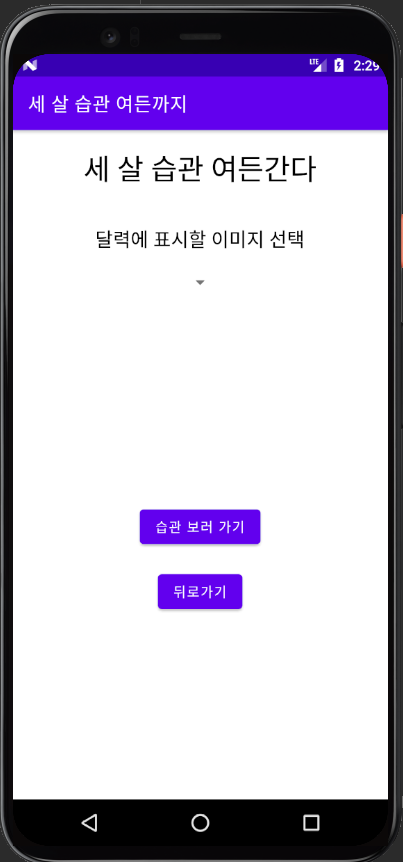 LTE 2:29
세 살 습관 여든까지
세 살 습관 여든간다
달력에 표시할 이미지 선택
습관 보러 가기
뒤로가기